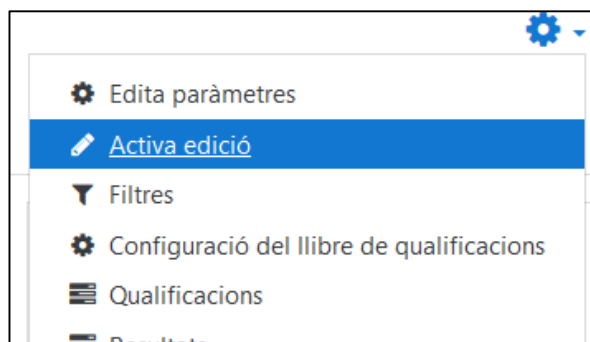 Edita paràmetres
Activa edició
Filtres
Configuració del llibre de qualificacions
Qualificacions